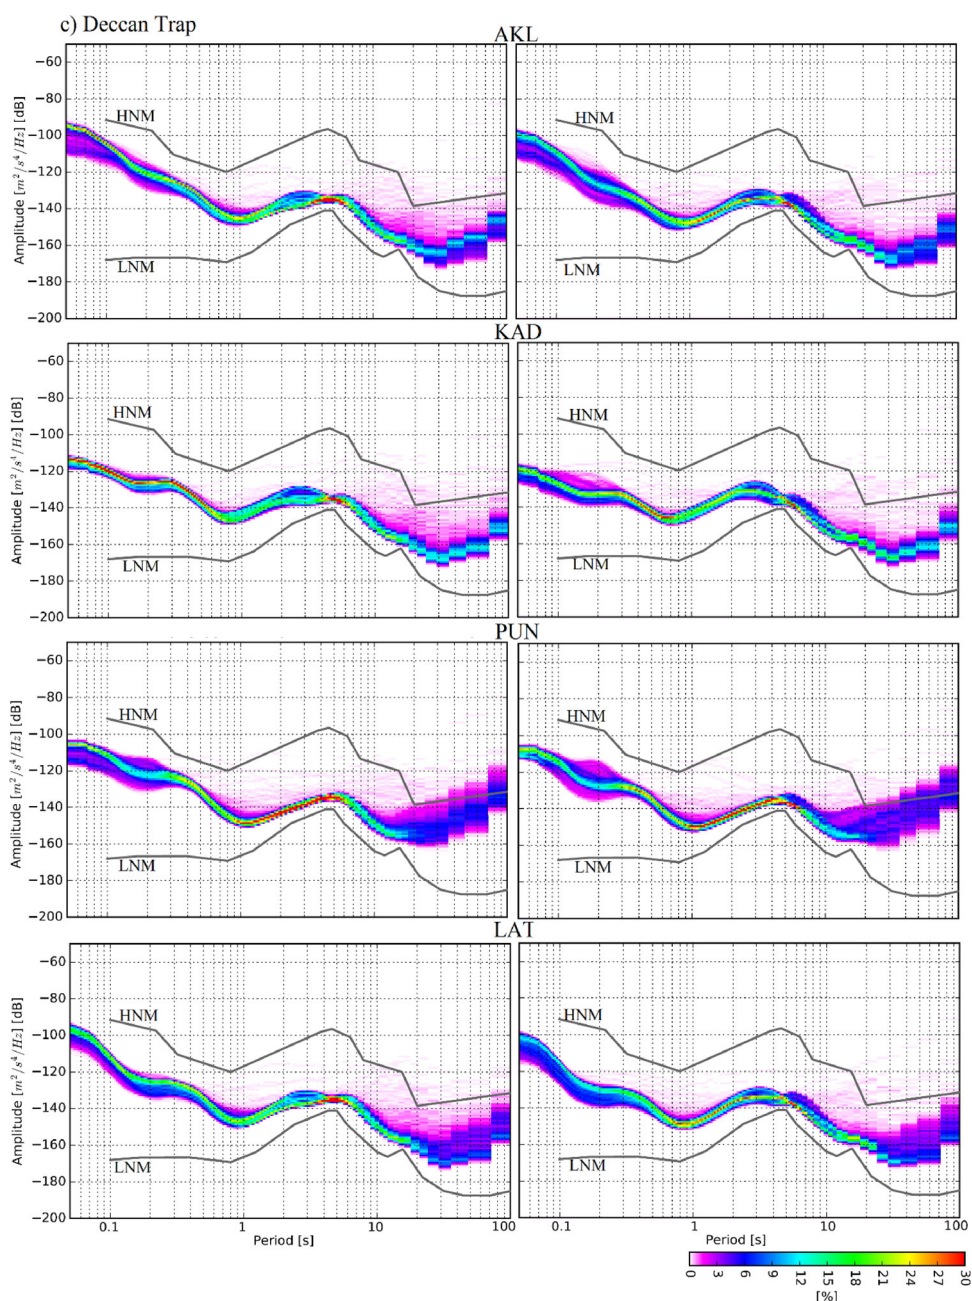 c) Deccan Trap
AKL
−60
−80
−100
−120
−140
−160
−180
−200
Amplitude [m²/s⁴/Hz] [dB]
HNM
LNM
HNM
LNM
KAD
−60
−80
−100
−120
−140
−160
−180
−200
Amplitude [m²/s⁴/Hz] [dB]
HNM
LNM
HNM
LNM
PUN
−60
−80
−100
−120
−140
−160
−180
−200
Amplitude [m²/s⁴/Hz] [dB]
HNM
LNM
HNM
LNM
LAT
−60
−80
−100
−120
−140
−160
−180
−200
Amplitude [m²/s⁴/Hz] [dB]
HNM
LNM
HNM
LNM
0.1 1 10 100
Period [s]
0.1 1 10 100
Period [s]
0 3 6 9 12 15 18 21 24 27 30
[%]